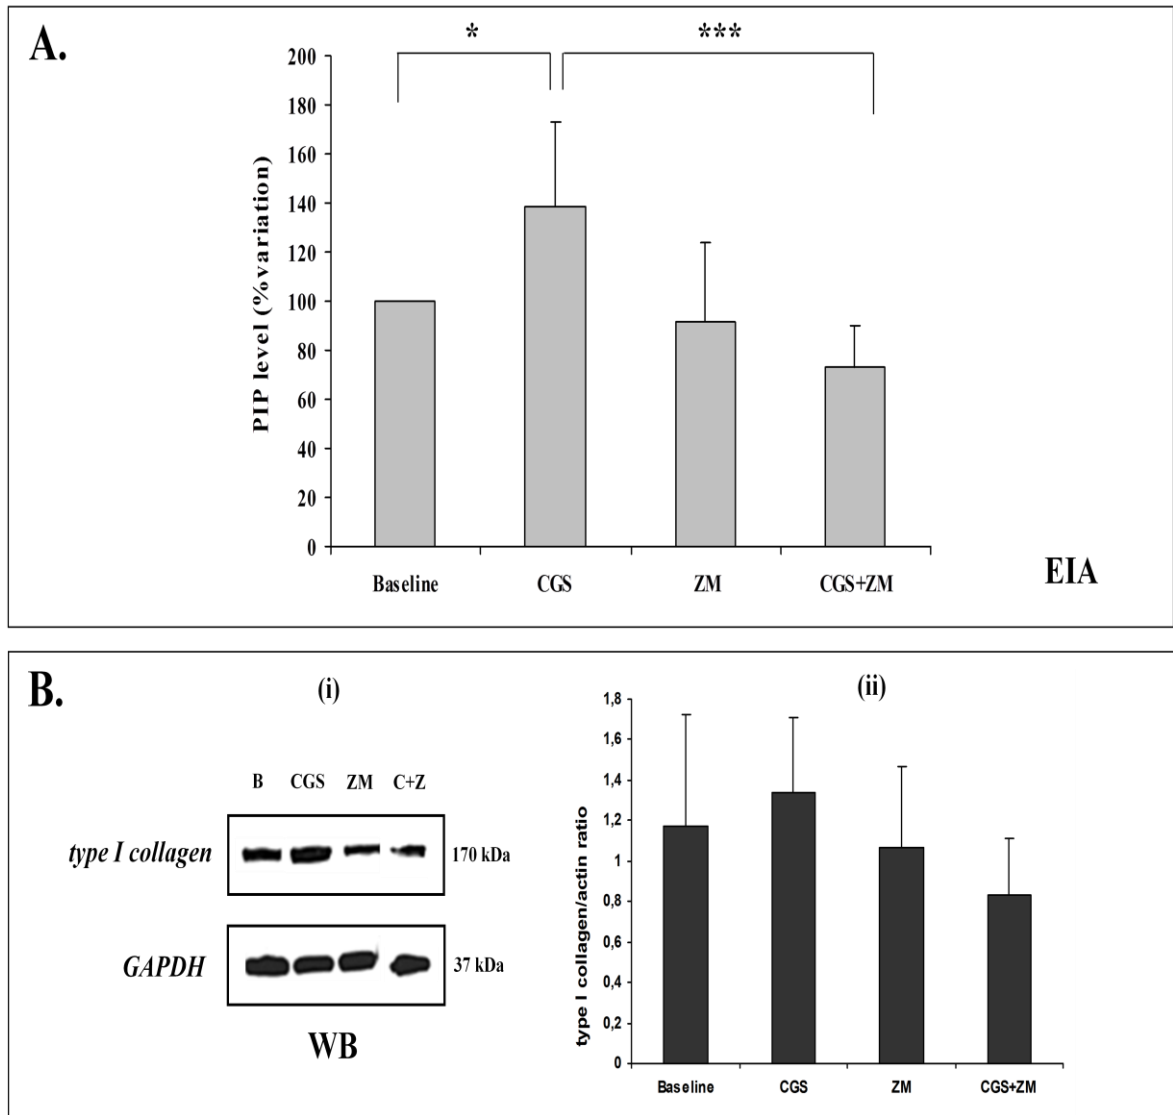 A.
* ***
PIP level (%variation)
200
180
160
140
120
100
80
60
40
20
0
Baseline CGS ZM CGS+ZM
EIA
B.
(i)
B CGS ZM C+Z
type I collagen 170 kDa
GAPDH 37 kDa
WB
(ii)
type I collagen/actin ratio
1,8
1,6
1,4
1,2
1
0,8
0,6
0,4
0,2
0
Baseline CGS ZM CGS+ZM